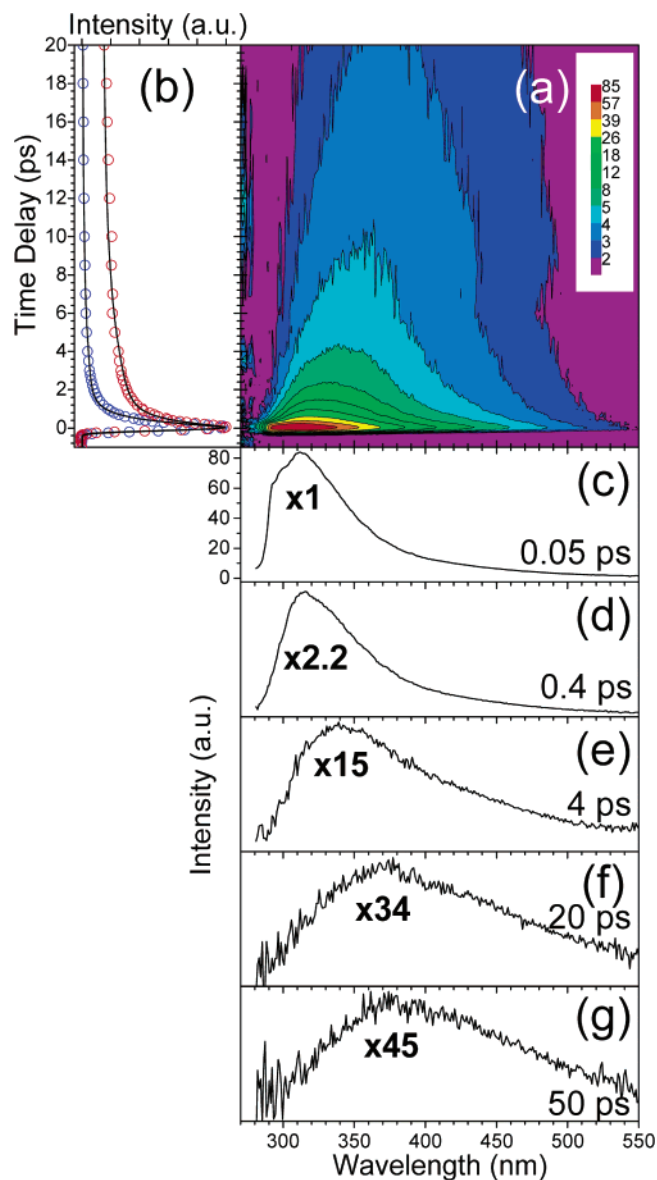 Intensity (a.u.)
20
18
16
14
12
10
8
6
4
2
0
Time Delay (ps)
(b)
(a)
85
57
39
26
18
12
8
5
4
3
2
80
60
40
20
0
x1
(c)
0.05 ps
x2.2
(d)
0.4 ps
Intensity (a.u.)
x15
(e)
4 ps
x34
(f)
20 ps
x45
(g)
50 ps
300 350 400 450 500 550
Wavelength (nm)